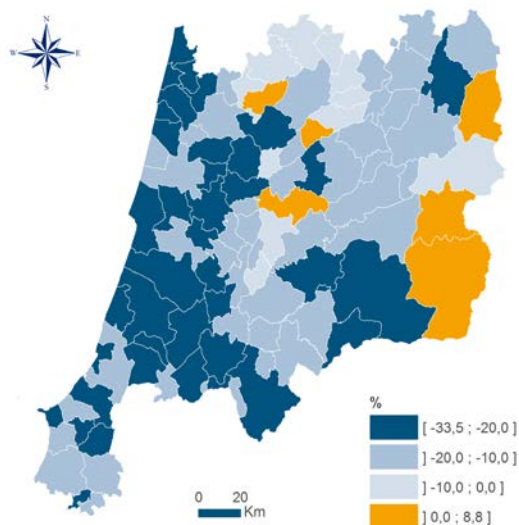 N
W E
S
%
[ -33,5 ; -20,0 ]
] -20,0 ; -10,0 ]
] -10,0 ; 0,0 ]
] 0,0 ; 8,8 ]
0 20
Km